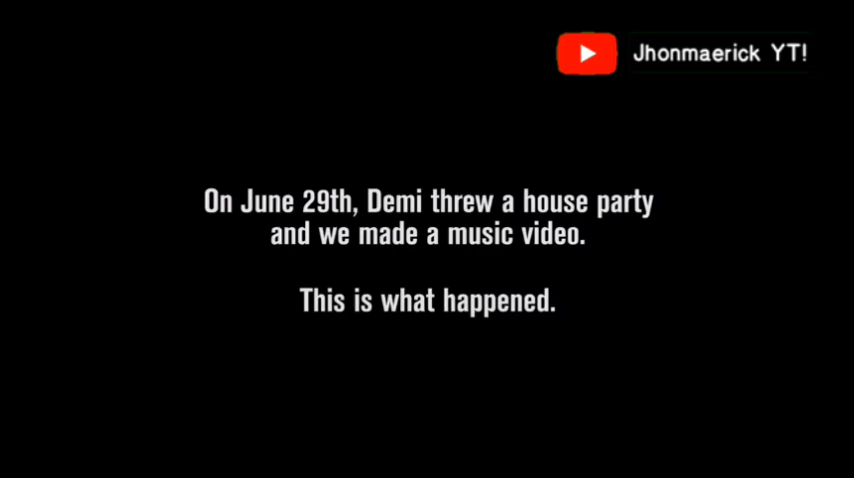 Jhonmaerick YT!
On June 29th, Demi threw a house party
and we made a music video.
This is what happened.